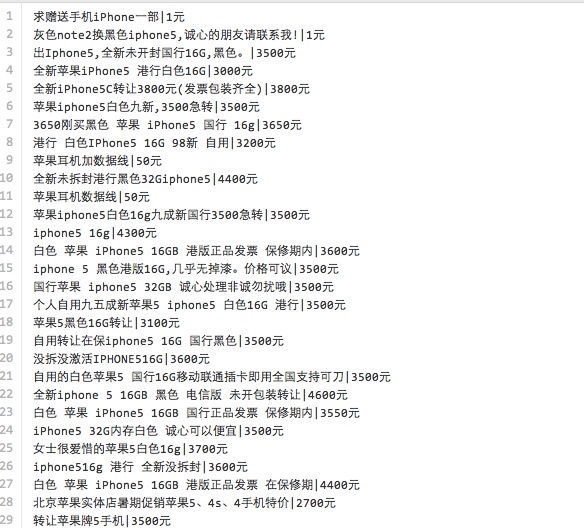 1 求赠送手机iPhone一部|1元
2 灰色note2换黑色iphone5,诚心的朋友请联系我!|1元
3 出Iphone5,全新未开封国行16G,黑色。|3500元
4 全新苹果iPhone5 港行白色16G|3000元
5 全新iPhone5C转让3800元(发票包装齐全)|3800元
6 苹果iphone5白色九新,3500急转|3500元
7 3650刚买黑色 苹果 iPhone5 国行 16g|3650元
8 港行 白色IPhone5 16G 98新 自用|3200元
9 苹果耳机加数据线|50元
10 全新未拆封港行黑色32Giphone5|4400元
11 苹果耳机数据线|50元
12 苹果iphone5白色16g九成新国行3500急转|3500元
13 iphone5 16g|4300元
14 白色 苹果 iPhone5 16GB 港版正品发票 保修期内|3600元
15 iphone 5 黑色港版16G,几乎无掉漆。价格可议|3500元
16 国行苹果 iphone5 32GB 诚心处理非诚勿扰哦|3500元
17 个人自用九五成新苹果5 iphone5 白色16G 港行|3500元
18 苹果5黑色16G转让|3100元
19 自用转让在保iphone5 16G 国行黑色|3500元
20 没拆没激活IPHONE516G|3600元
21 自用的白色苹果5 国行16G移动联通插卡即用全国支持可刀|3500元
22 全新iphone 5 16GB 黑色 电信版 未开包装转让|4600元
23 白色 苹果 iPhone5 16GB 国行正品发票 保修期内|3550元
24 iPhone5 32G内存白色 诚心可以便宜|3500元
25 女士很爱惜的苹果5白色16g|3700元
26 iphone516g 港行 全新没拆封|3600元
27 白色 苹果 iPhone5 16GB 港版正品发票 在保修期|4400元
28 北京苹果实体店暑期促销苹果5、4s、4手机特价|2700元
29 转让苹果牌5手机|3500元